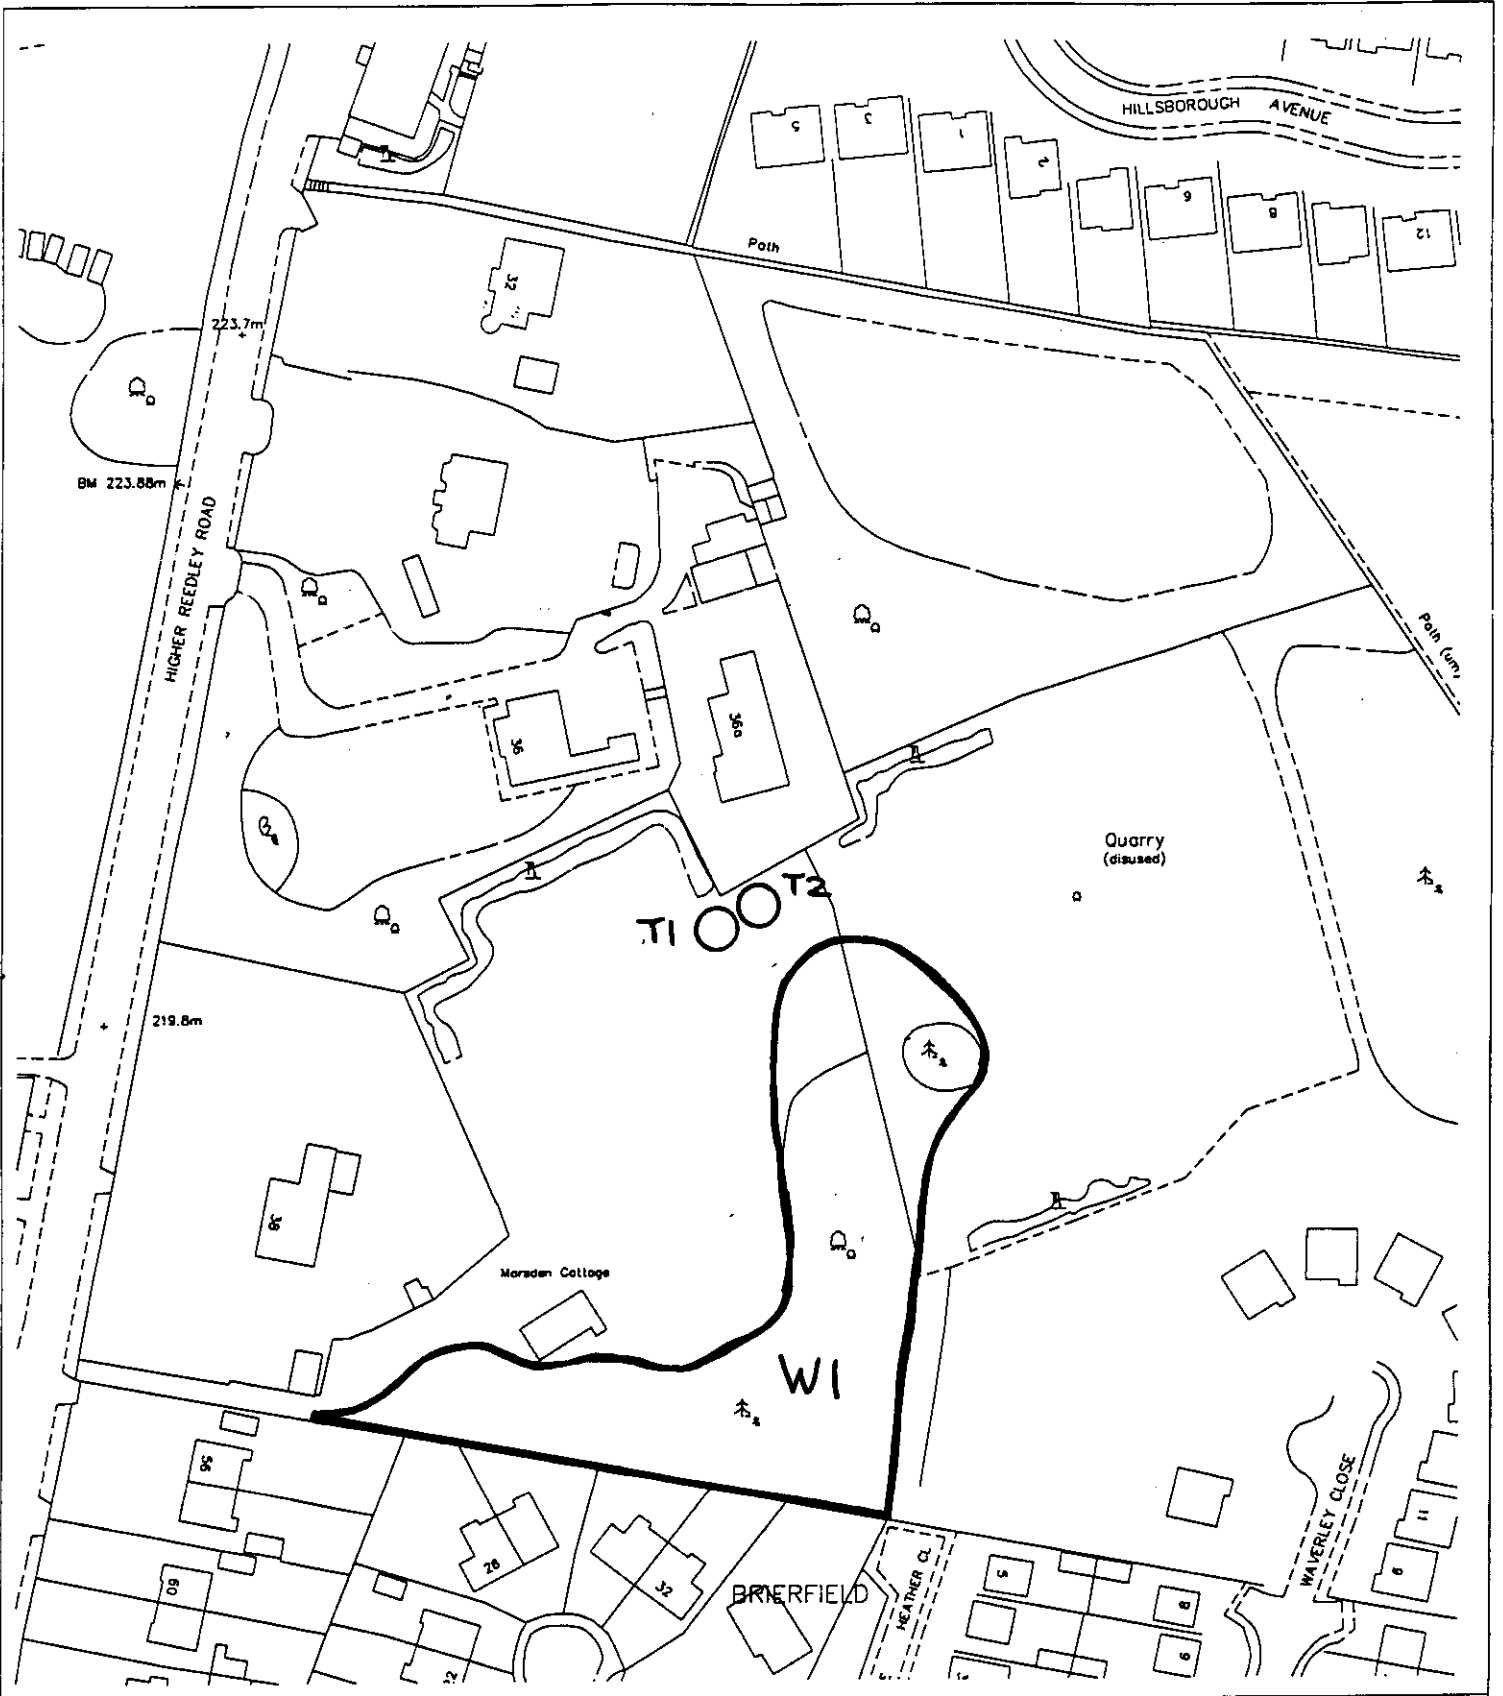 HILLSBOROUGH AVENUE
5
3
1
2
6
8
12
Path
32
223.7m
BM 223.88m
HIGHER REEDLEY ROAD
Path (um)
36
36a
Quarry
(disused)
T1
T2
219.8m
38
Marsden Cottage
W1
56
28
32
BRIERFIELD
60
HEATHER CL
5
8
6
WAVERLEY CLOSE
11
9